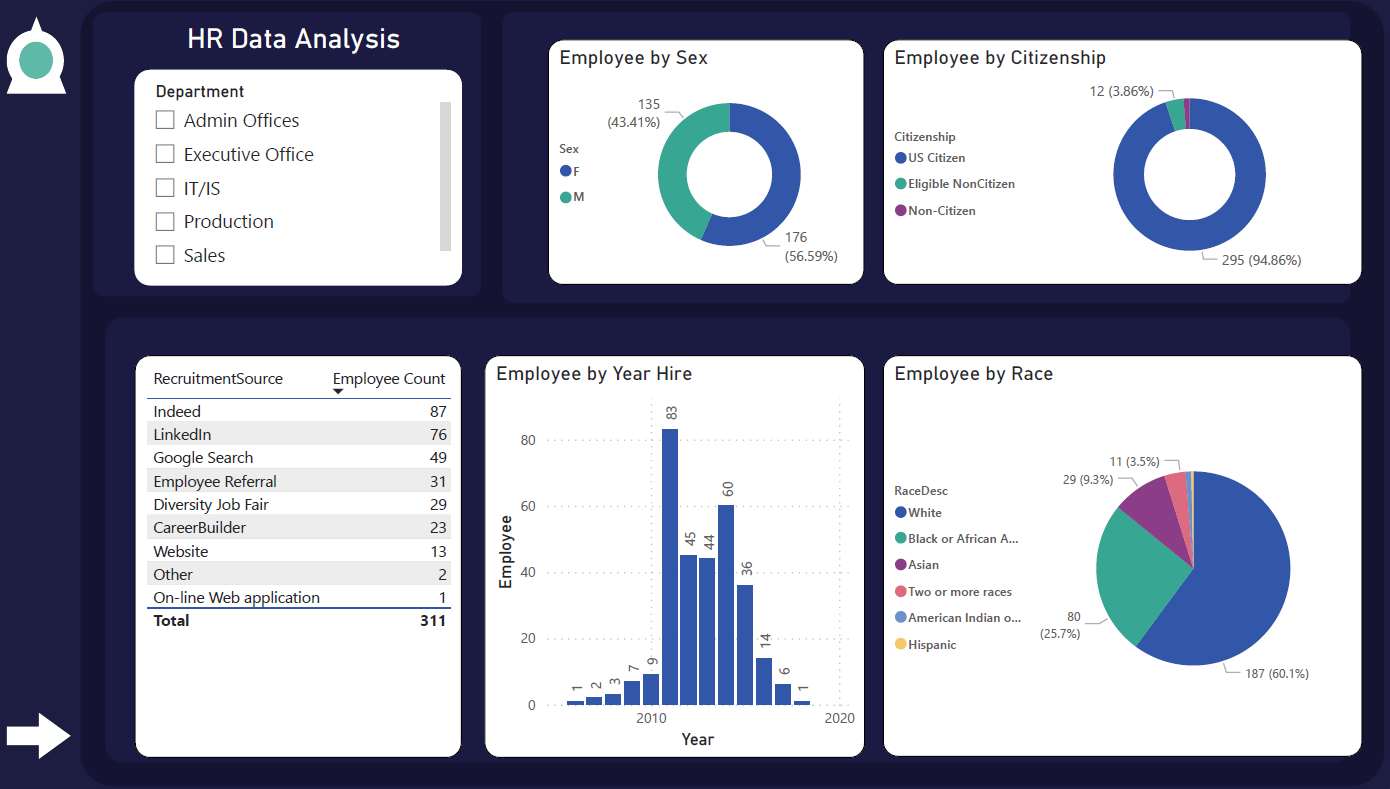 HR Data Analysis
Department
Admin Offices
Executive Office
IT/IS
Production
Sales
Employee by Sex
Sex
F
M
135
(43.41%)
176
(56.59%)
Employee by Citizenship
Citizenship
US Citizen
Eligible NonCitizen
Non-Citizen
12 (3.86%)
295 (94.86%)
RecruitmentSource Employee Count
Indeed 87
LinkedIn 76
Google Search 49
Employee Referral 31
Diversity Job Fair 29
CareerBuilder 23
Website 13
Other 2
On-line Web application 1
Total 311
Employee by Year Hire
Employee
80
60
40
20
0
1
2
3
7
9
83
45
44
60
36
14
6
1
2010 2020
Year
Employee by Race
RaceDesc
White
Black or African A...
Asian
Two or more races
American Indian o...
Hispanic
11 (3.5%)
29 (9.3%)
80
(25.7%)
187 (60.1%)